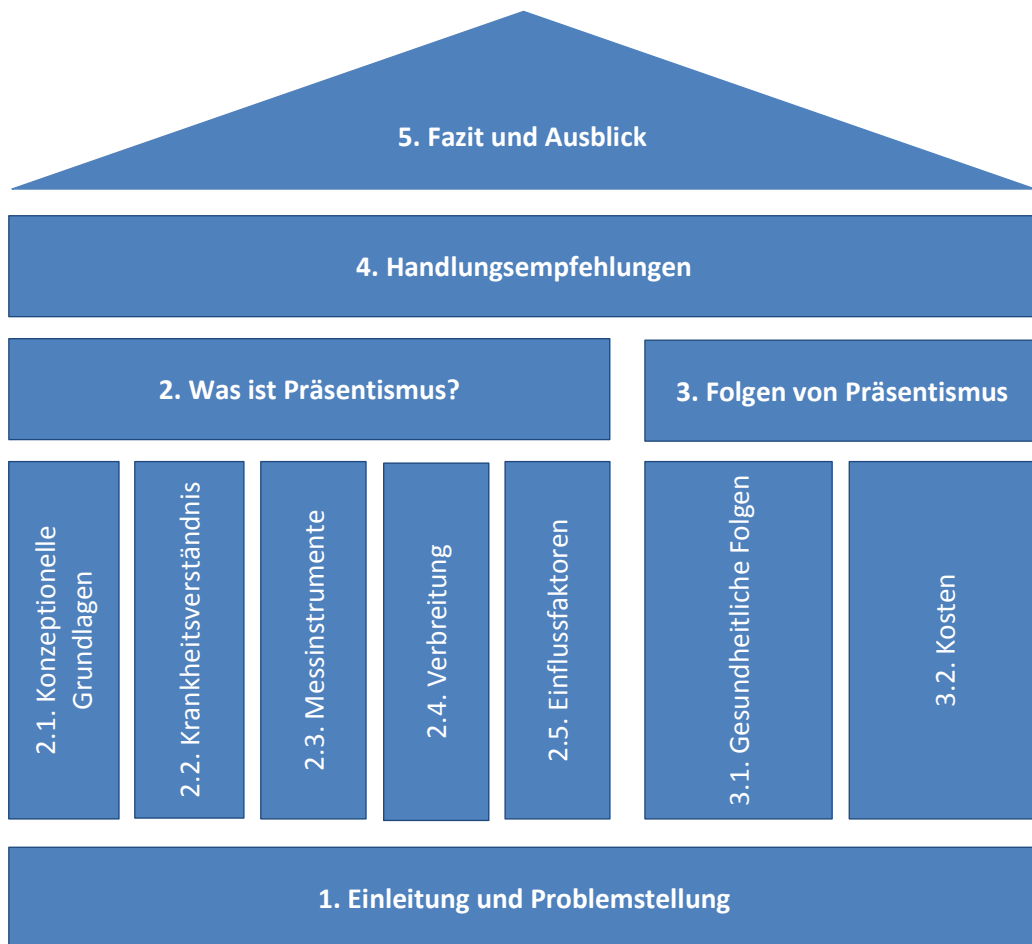 5. Fazit und Ausblick
4. Handlungsempfehlungen
2. Was ist Präsentismus?
3. Folgen von Präsentismus
2.1. Konzeptionelle
Grundlagen
2.2. Krankheitsverständnis
2.3. Messinstrumente
2.4. Verbreitung
2.5. Einflussfaktoren
3.1. Gesundheitliche Folgen
3.2. Kosten
1. Einleitung und Problemstellung